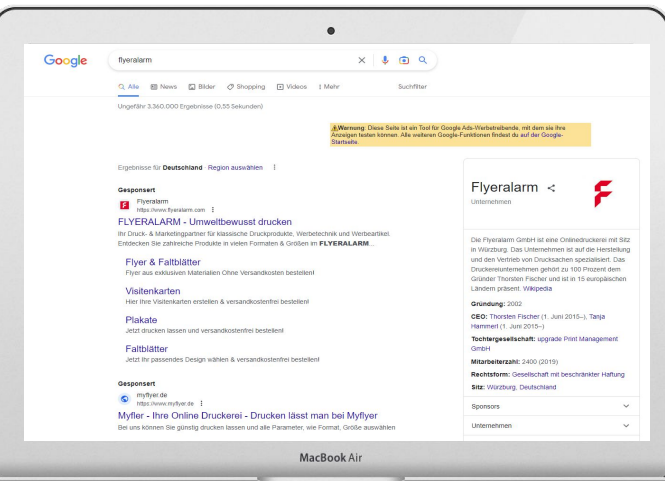 Google
flyeralarm
Alle News Bilder Shopping Videos Mehr Suchfilter
Ungefähr 3.360.000 Ergebnisse (0,55 Sekunden)
Warnung: Diese Seite ist ein Tool für Google Ads-Werbetreibende, mit dem sie ihre
Anzeigen testen können. Alle weiteren Google-Funktionen findest du auf der Google-
Startseite.
Ergebnisse für Deutschland Region auswählen
Gesponsert
Flyeralarm
https://www.flyeralarm.com
FLYERALARM - Umweltbewusst drucken
Ihr Druck- & Marketingpartner für klassische Druckprodukte, Werbetechnik und Werbeartikel.
Entdecken Sie zahlreiche Produkte in vielen Formaten & Größen im FLYERALARM...
Flyer & Faltblätter
Flyer aus exklusiven Materialien Ohne Versandkosten bestellen!
Visitenkarten
Hier Ihre Visitenkarten erstellen & versandkostenfrei bestellen!
Plakate
Jetzt drucken lassen und versandkostenfrei bestellen!
Faltblätter
Jetzt Ihr passendes Design wählen & versandkostenfrei bestellen!
Gesponsert
myflyer.de
https://www.myflyer.de
Myfler - Ihre Online Druckerei - Drucken lässt man bei Myflyer
Bei uns können Sie günstig drucken lassen und alle Parameter, wie Format, Größe auswählen
Flyeralarm
Unternehmen
Die Flyeralarm GmbH ist eine Onlinedruckerei mit Sitz
in Würzburg. Das Unternehmen ist auf die Herstellung
und den Vertrieb von Drucksachen spezialisiert. Das
Druckereiunternehmen gehört zu 100 Prozent dem
Gründer Thorsten Fischer und ist in 15 europäischen
Ländern präsent. Wikipedia
Gründung: 2002
CEO: Thorsten Fischer (1. Juni 2015–), Tanja
Hammerl (1. Juni 2015–)
Tochtergesellschaft: upgrade Print Management
GmbH
Mitarbeiterzahl: 2400 (2019)
Rechtsform: Gesellschaft mit beschränkter Haftung
Sitz: Würzburg, Deutschland
Sponsors
Unternehmen
MacBook Air